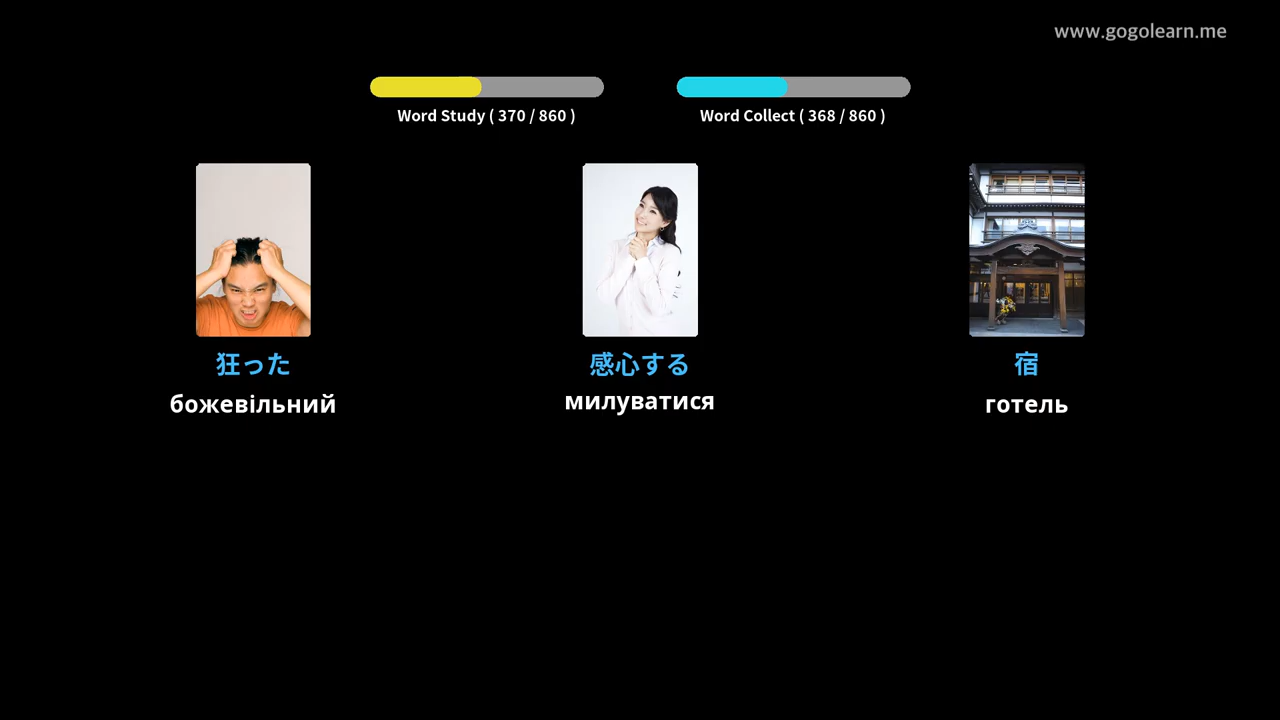 www.gogolearn.me
Word Study ( 370 / 860 )
Word Collect ( 368 / 860 )
狂った
感心する
宿
божевільний
милуватися
готель